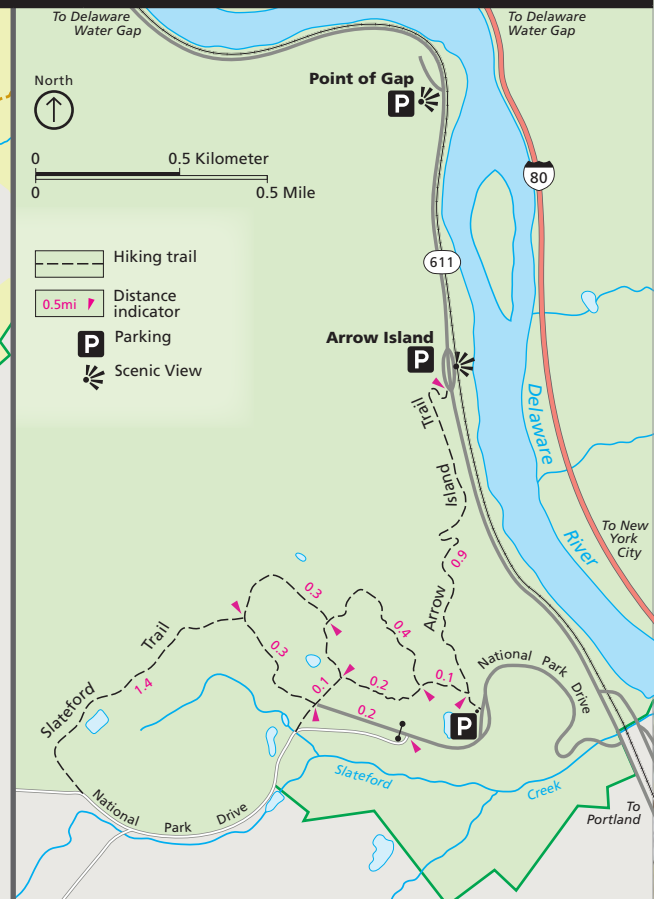 To Delaware
Water Gap
To Delaware
Water Gap
North
Point of Gap
P
0
0.5 Kilometer
0
0.5 Mile
80
611
Hiking trail
0.5mi
Distance
indicator
P
Parking
Scenic View
Arrow Island
P
Delaware
River
To New
York
City
Arrow
Island
Trail
0.9
0.3
0.4
0.3
0.1
0.2
0.1
0.2
Slateford
Trail
1.4
P
National Park Drive
Slateford
Creek
National Park Drive
To
Portland